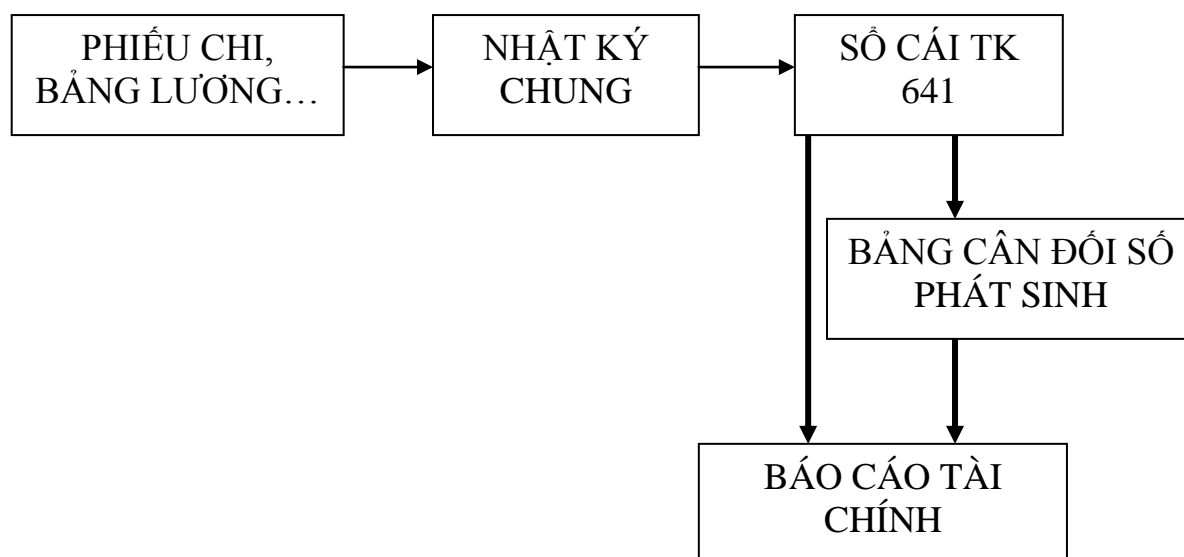 PHIẾU CHI,
BẢNG LƯƠNG…
NHẬT KÝ
CHUNG
SỔ CÁI TK
641
BẢNG CÂN ĐỐI SỐ
PHÁT SINH
BÁO CÁO TÀI
CHÍNH